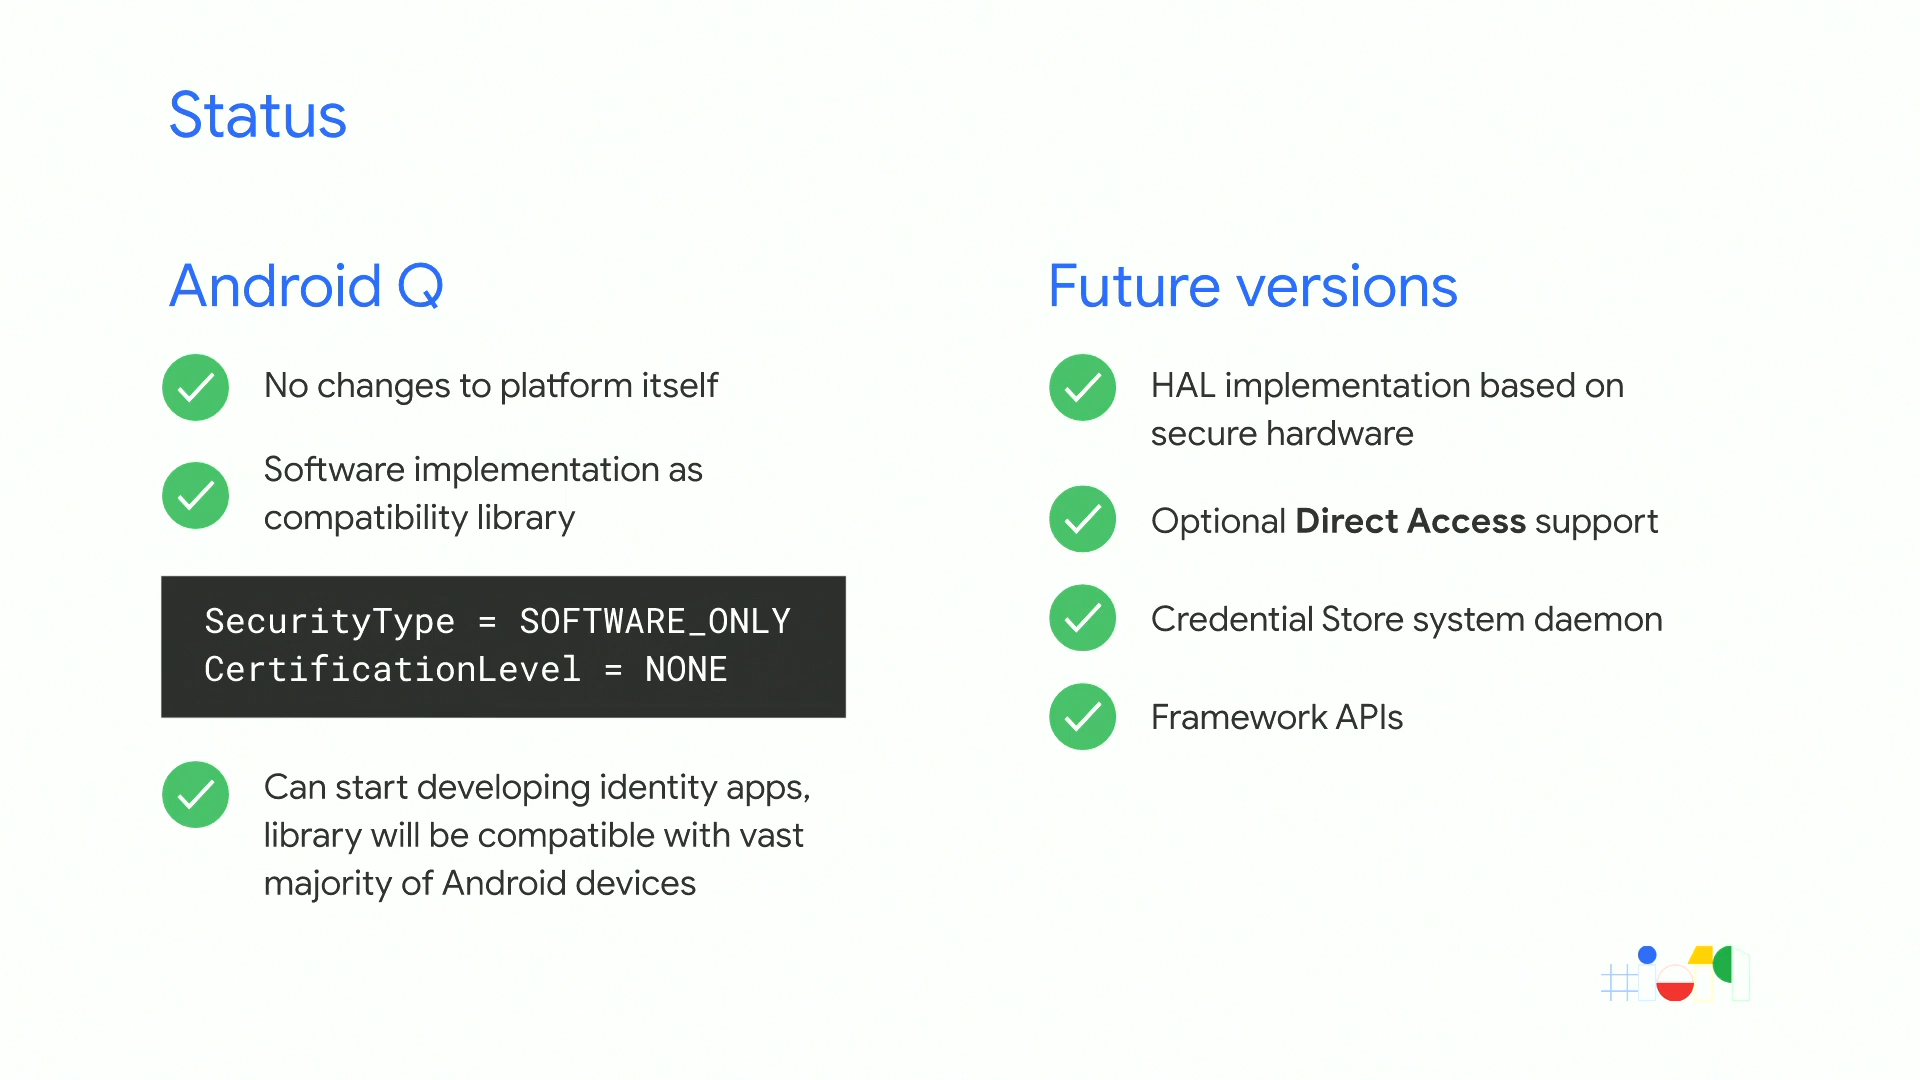 Status
Android Q
No changes to platform itself
Software implementation as
compatibility library
SecurityType = SOFTWARE_ONLY
CertificationLevel = NONE
Can start developing identity apps,
library will be compatible with vast
majority of Android devices
Future versions
HAL implementation based on
secure hardware
Optional Direct Access support
Credential Store system daemon
Framework APIs
#io19